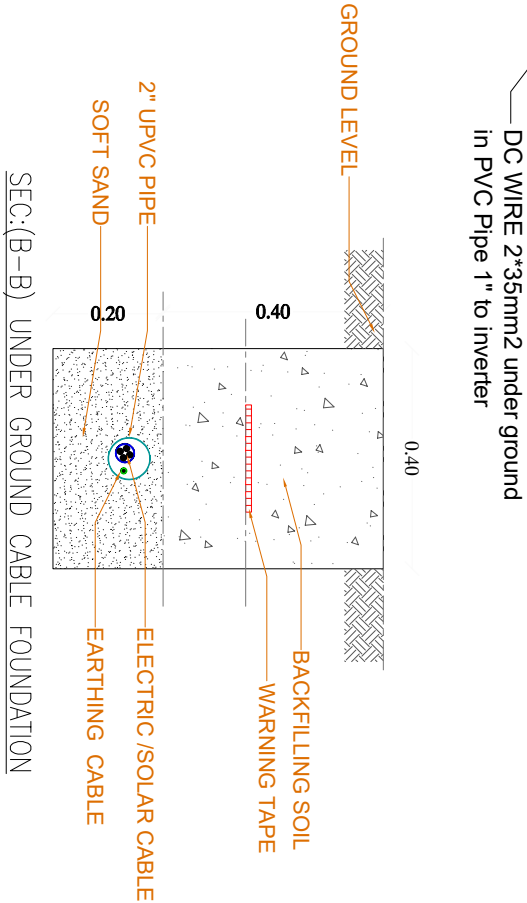 DC WIRE 2*35mm2 under ground
in PVC Pipe 1" to inverter
GROUND LEVEL
0.40
0.40
0.20
2" UPVC PIPE
SOFT SAND
BACKFILLING SOIL
WARNING TAPE
ELECTRIC /SOLAR CABLE
EARTHING CABLE
SEC:(B-B) UNDER GROUND CABLE FOUNDATION